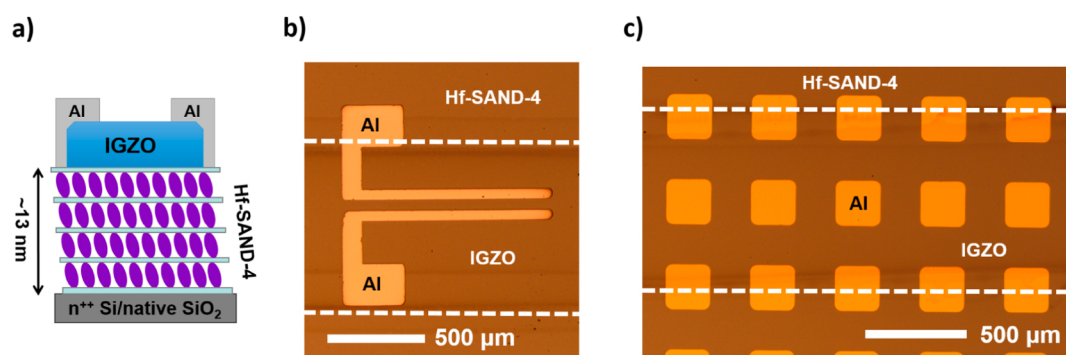 a)
Al
Al
IGZO
~13 nm
Hf-SAND-4
n⁺⁺ Si/native SiO₂
b)
Hf-SAND-4
Al
IGZO
Al
500 µm
c)
Hf-SAND-4
Al
IGZO
500 µm